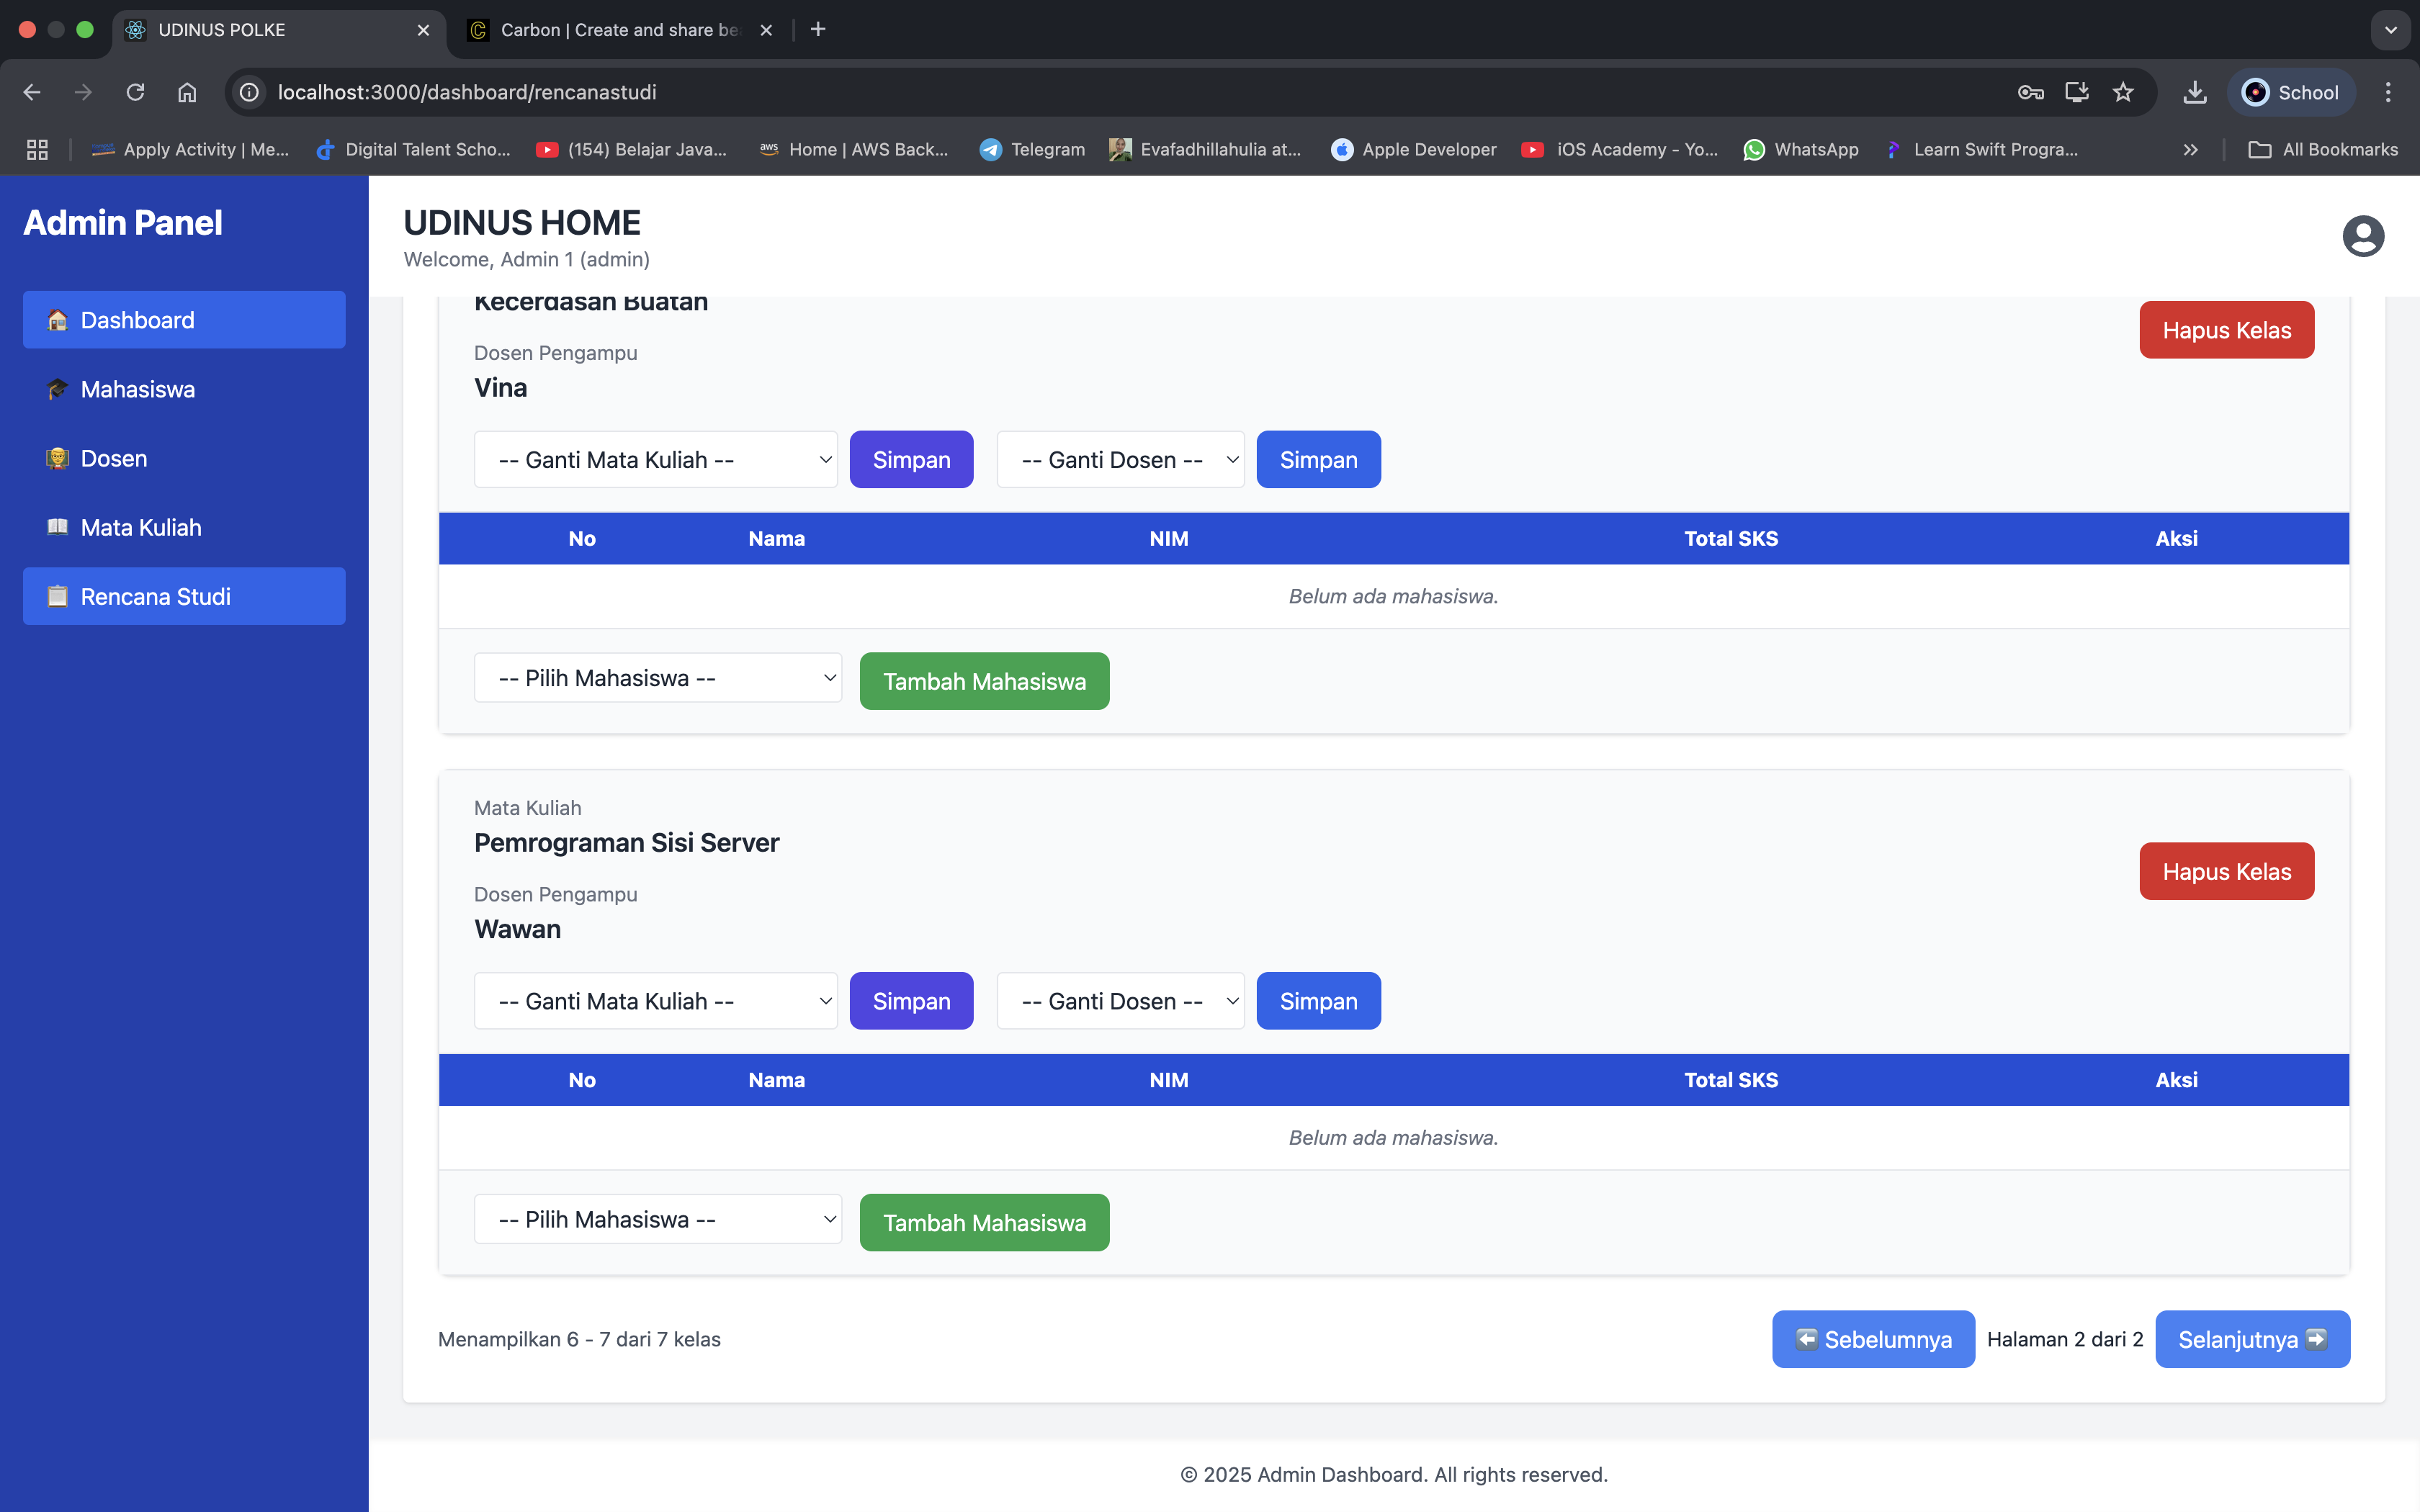 UDINUS POLKE
Carbon | Create and share be
localhost:3000/dashboard/rencanastudi
School
Apply Activity | Me...
Digital Talent Scho...
(154) Belajar Java...
aws
Home | AWS Back...
Telegram
Evafadhillahulia at...
Apple Developer
iOS Academy - Yo...
WhatsApp
Learn Swift Progra...
All Bookmarks
Admin Panel
Dashboard
Mahasiswa
Dosen
Mata Kuliah
Rencana Studi
UDINUS HOME
Welcome, Admin 1 (admin)
Kecerdasan Buatan
Hapus Kelas
Dosen Pengampu
Vina
-- Ganti Mata Kuliah -- Simpan -- Ganti Dosen -- Simpan
No Nama NIM Total SKS Aksi
Belum ada mahasiswa.
-- Pilih Mahasiswa -- Tambah Mahasiswa
Mata Kuliah
Pemrograman Sisi Server
Hapus Kelas
Dosen Pengampu
Wawan
-- Ganti Mata Kuliah -- Simpan -- Ganti Dosen -- Simpan
No Nama NIM Total SKS Aksi
Belum ada mahasiswa.
-- Pilih Mahasiswa -- Tambah Mahasiswa
Menampilkan 6 - 7 dari 7 kelas
⬅️ Sebelumnya Halaman 2 dari 2 Selanjutnya ➡️
© 2025 Admin Dashboard. All rights reserved.